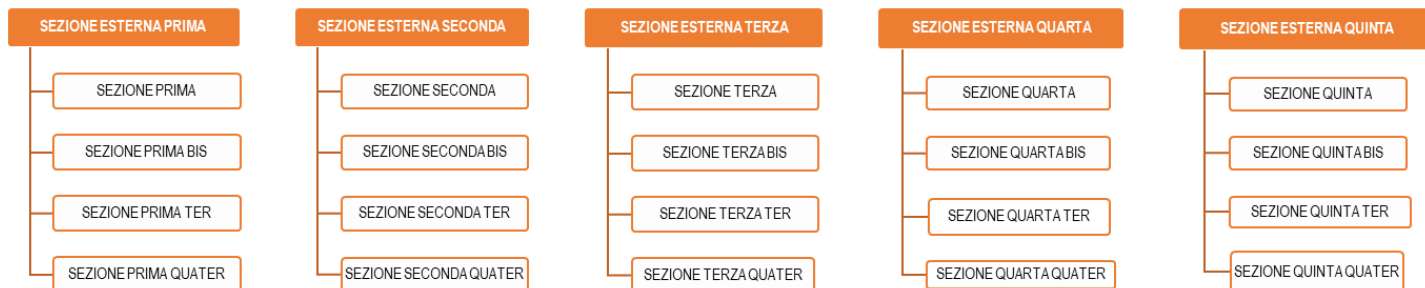 SEZIONE ESTERNA PRIMA
SEZIONE PRIMA
SEZIONE PRIMA BIS
SEZIONE PRIMA TER
SEZIONE PRIMA QUATER
SEZIONE ESTERNA SECONDA
SEZIONE SECONDA
SEZIONE SECONDA BIS
SEZIONE SECONDA TER
SEZIONE SECONDA QUATER
SEZIONE ESTERNA TERZA
SEZIONE TERZA
SEZIONE TERZA BIS
SEZIONE TERZA TER
SEZIONE TERZA QUATER
SEZIONE ESTERNA QUARTA
SEZIONE QUARTA
SEZIONE QUARTA BIS
SEZIONE QUARTA TER
SEZIONE QUARTA QUATER
SEZIONE ESTERNA QUINTA
SEZIONE QUINTA
SEZIONE QUINTA BIS
SEZIONE QUINTA TER
SEZIONE QUINTA QUATER